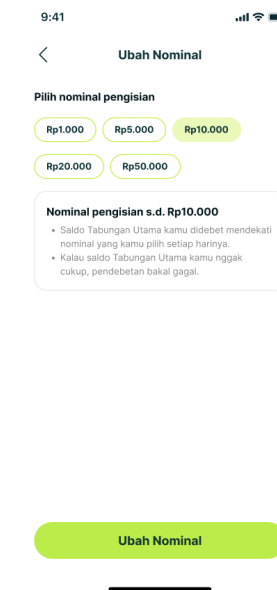 9:41
Ubah Nominal
Pilih nominal pengisian
Rp1.000 Rp5.000 Rp10.000
Rp20.000 Rp50.000
Nominal pengisian s.d. Rp10.000
• Saldo Tabungan Utama kamu didebet mendekati
nominal yang kamu pilih setiap harinya.
• Kalau saldo Tabungan Utama kamu nggak
cukup, pendebetan bakal gagal.
Ubah Nominal